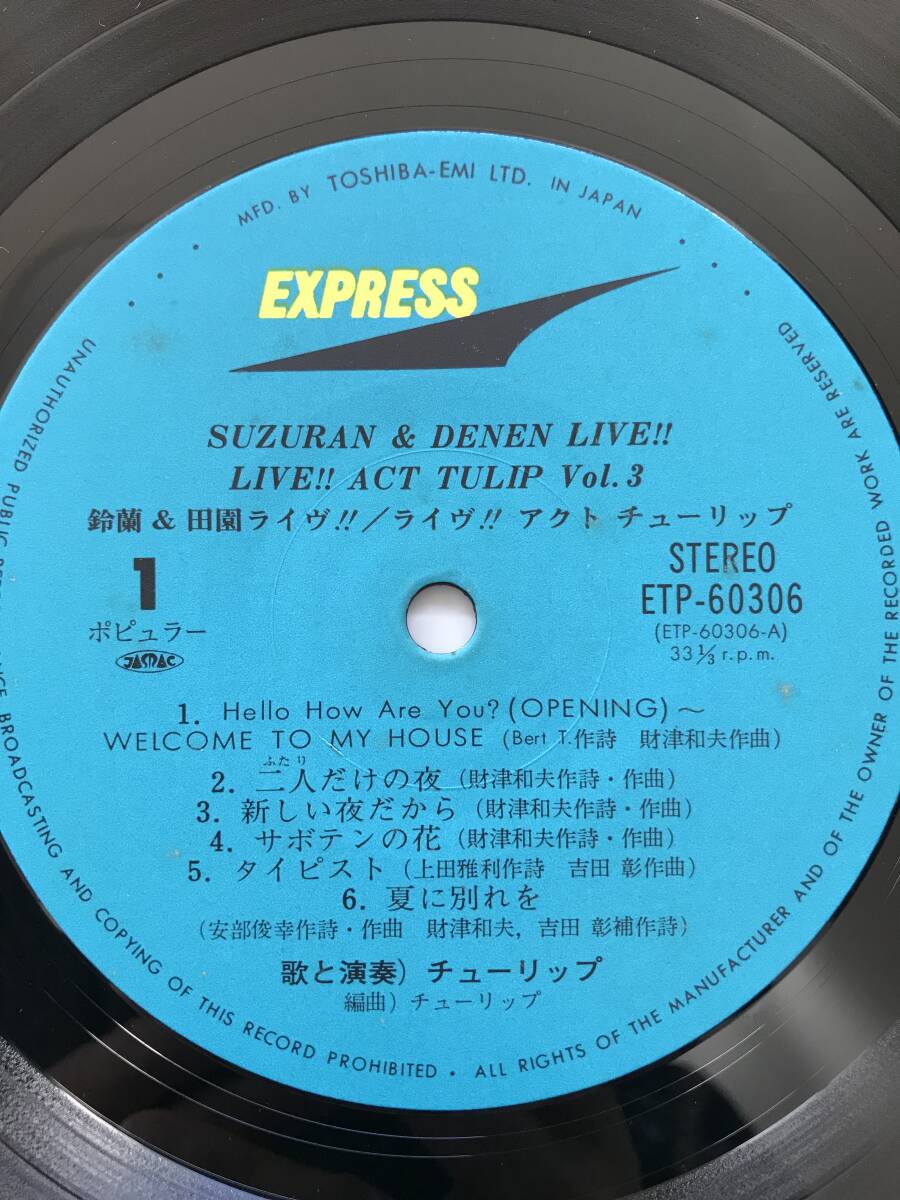 MFD. BY TOSHIBA-EMI LTD. IN JAPAN
EXPRESS
SUZURAN & DENEN LIVE!!
LIVE!! ACT TULIP Vol. 3
鈴蘭 & 田園ライヴ!!/ライヴ!! アクト チューリップ
1
ポピュラー
JASRAC
STEREO
ETP-60306
(ETP-60306-A)
33⅓ r.p.m.
1. Hello How Are You? (OPENING) ～
WELCOME TO MY HOUSE (Bert T.作詩 財津和夫作曲)
ふたり
2. 二人だけの夜 (財津和夫作詩・作曲)
3. 新しい夜だから (財津和夫作詩・作曲)
4. サボテンの花 (財津和夫作詩・作曲)
5. タイピスト (上田雅利作詩 吉田 彰作曲)
6. 夏に別れを
(安部俊幸作詩・作曲 財津和夫, 吉田 彰補作詩)
歌と演奏) チューリップ
編曲) チューリップ
UNAUTHORIZED PUBLIC BROADCASTING AND COPYING OF THIS RECORD PROHIBITED • ALL RIGHTS OF THE MANUFACTURER AND OF THE OWNER OF THE RECORDED WORK ARE RESERVED